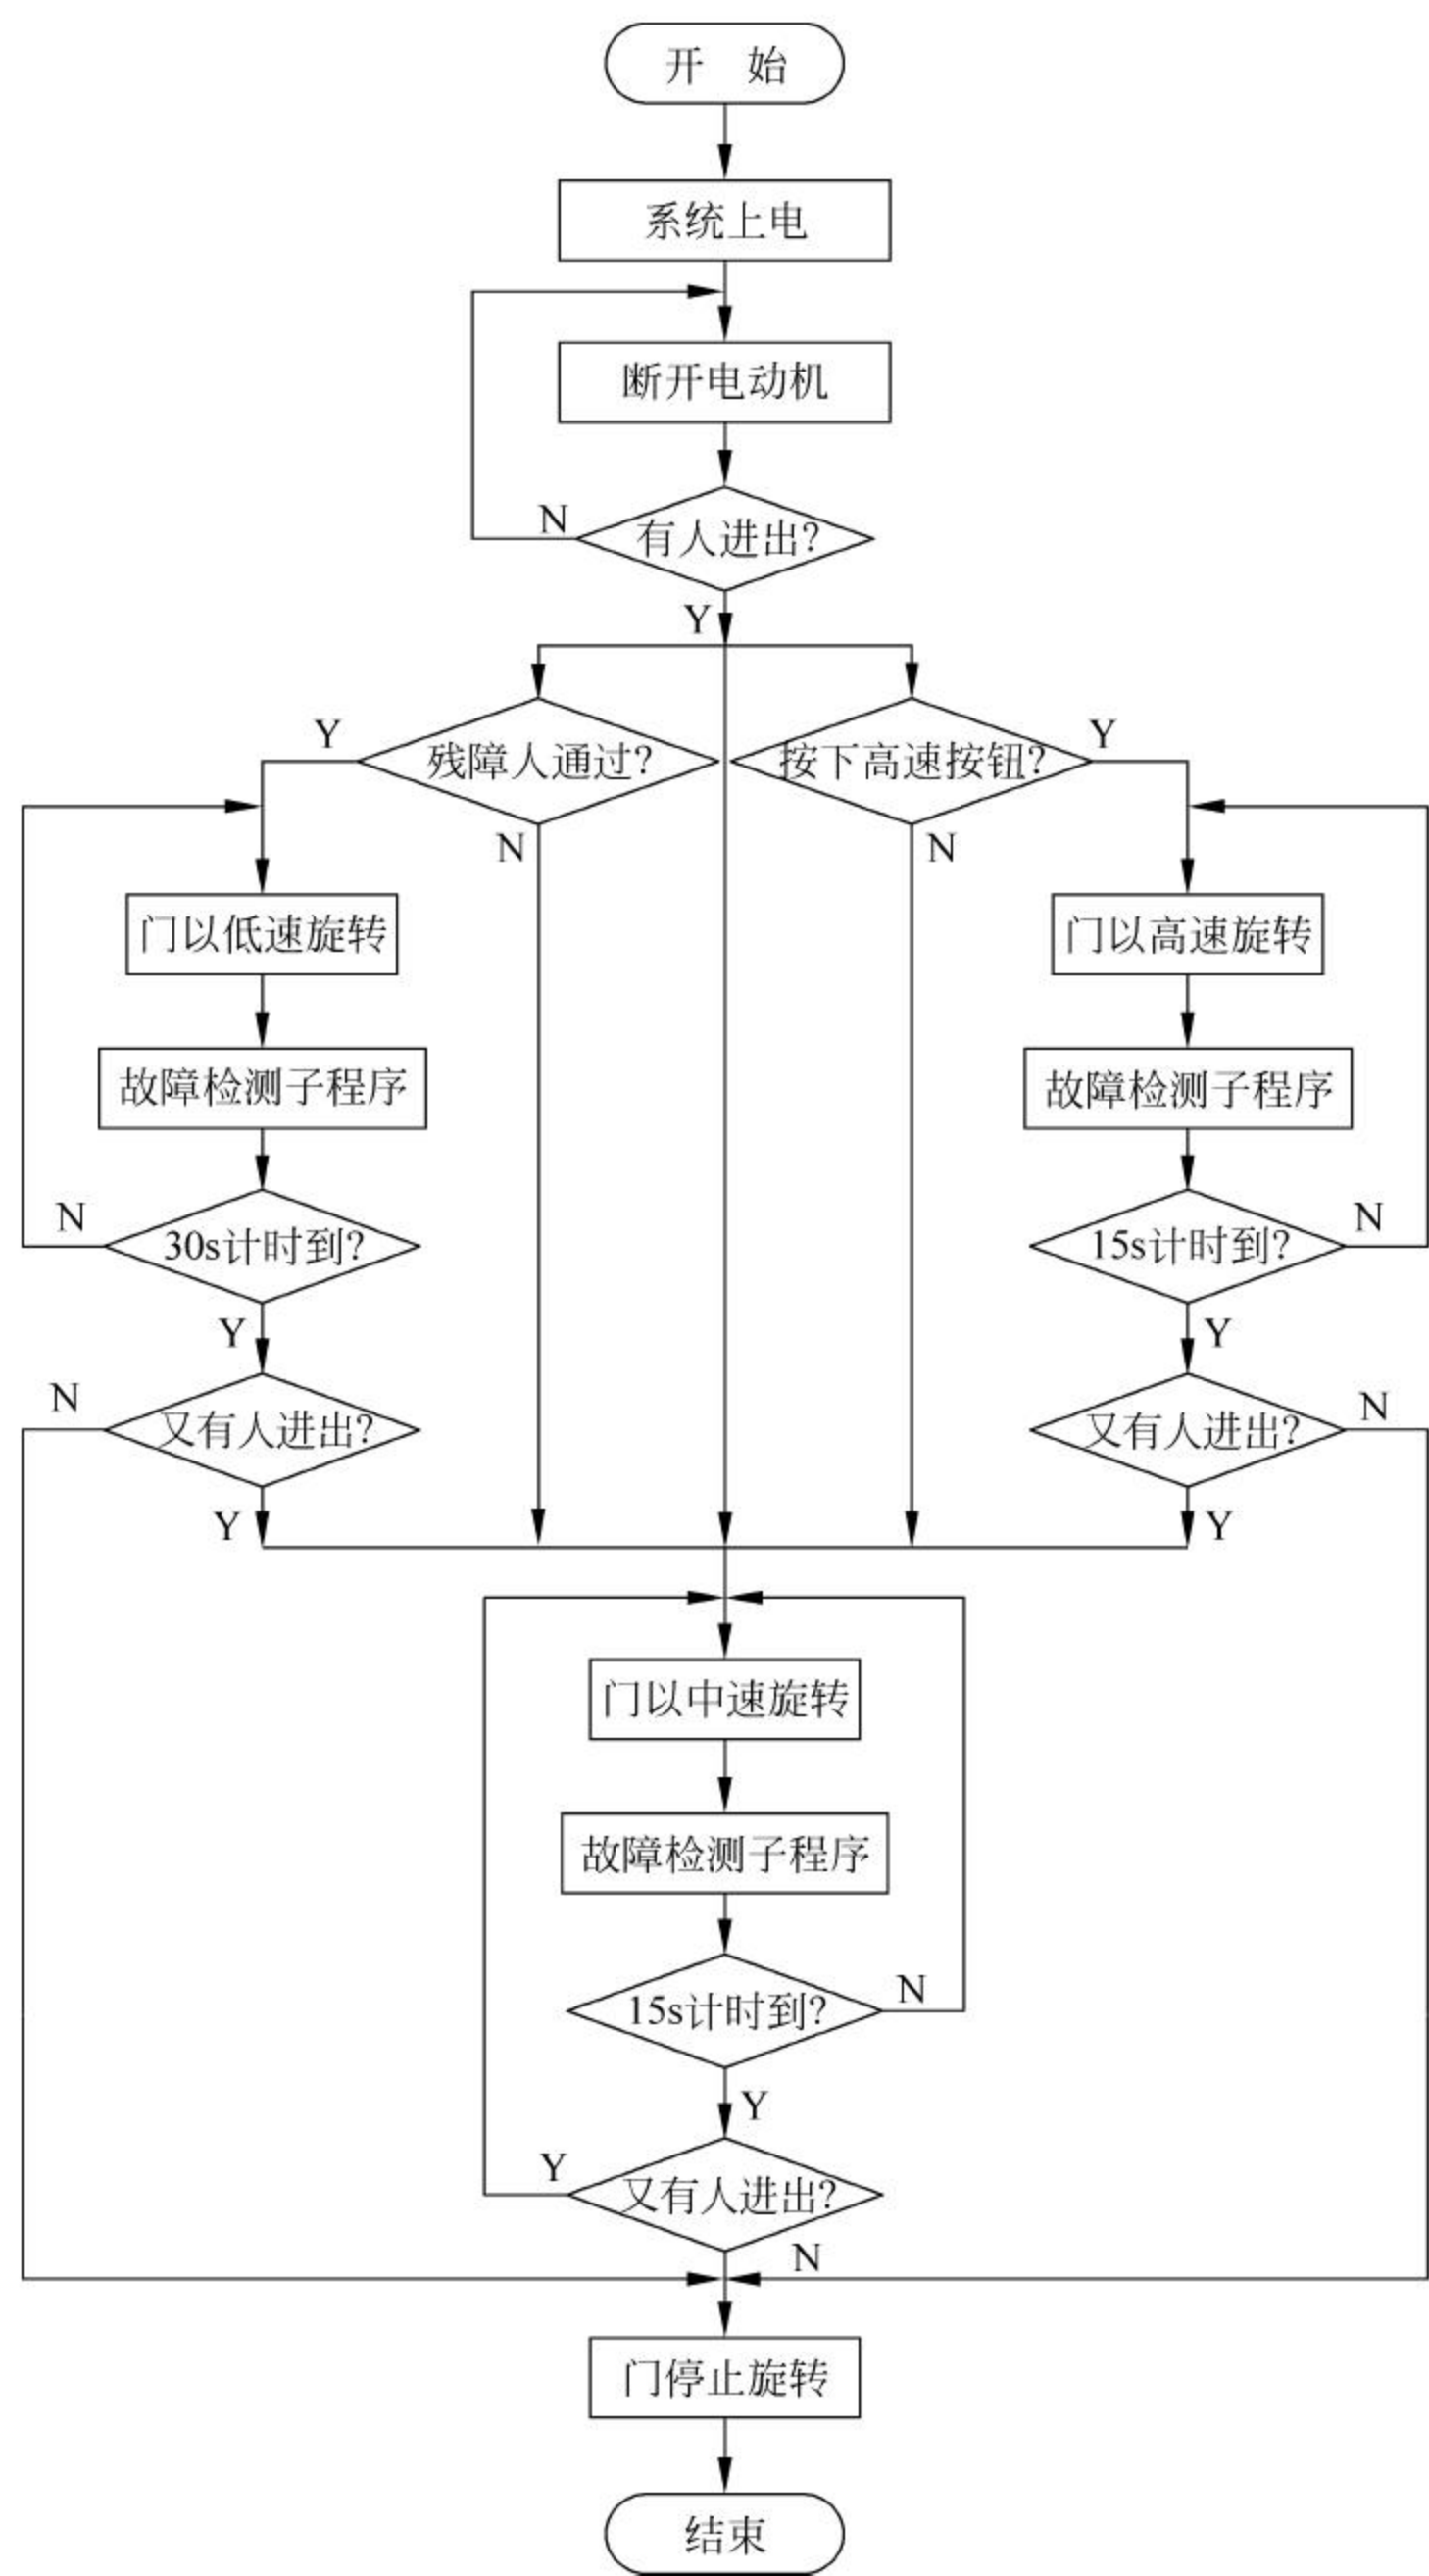 开 始
系统上电
断开电动机
N
有人进出?
Y
Y
残障人通过?
按下高速按钮?
Y
N
N
门以低速旋转
门以高速旋转
故障检测子程序
故障检测子程序
N
30s计时到?
15s计时到?
N
Y
Y
N
又有人进出?
又有人进出?
N
Y
Y
门以中速旋转
故障检测子程序
15s计时到?
N
Y
Y
又有人进出?
N
门停止旋转
结束